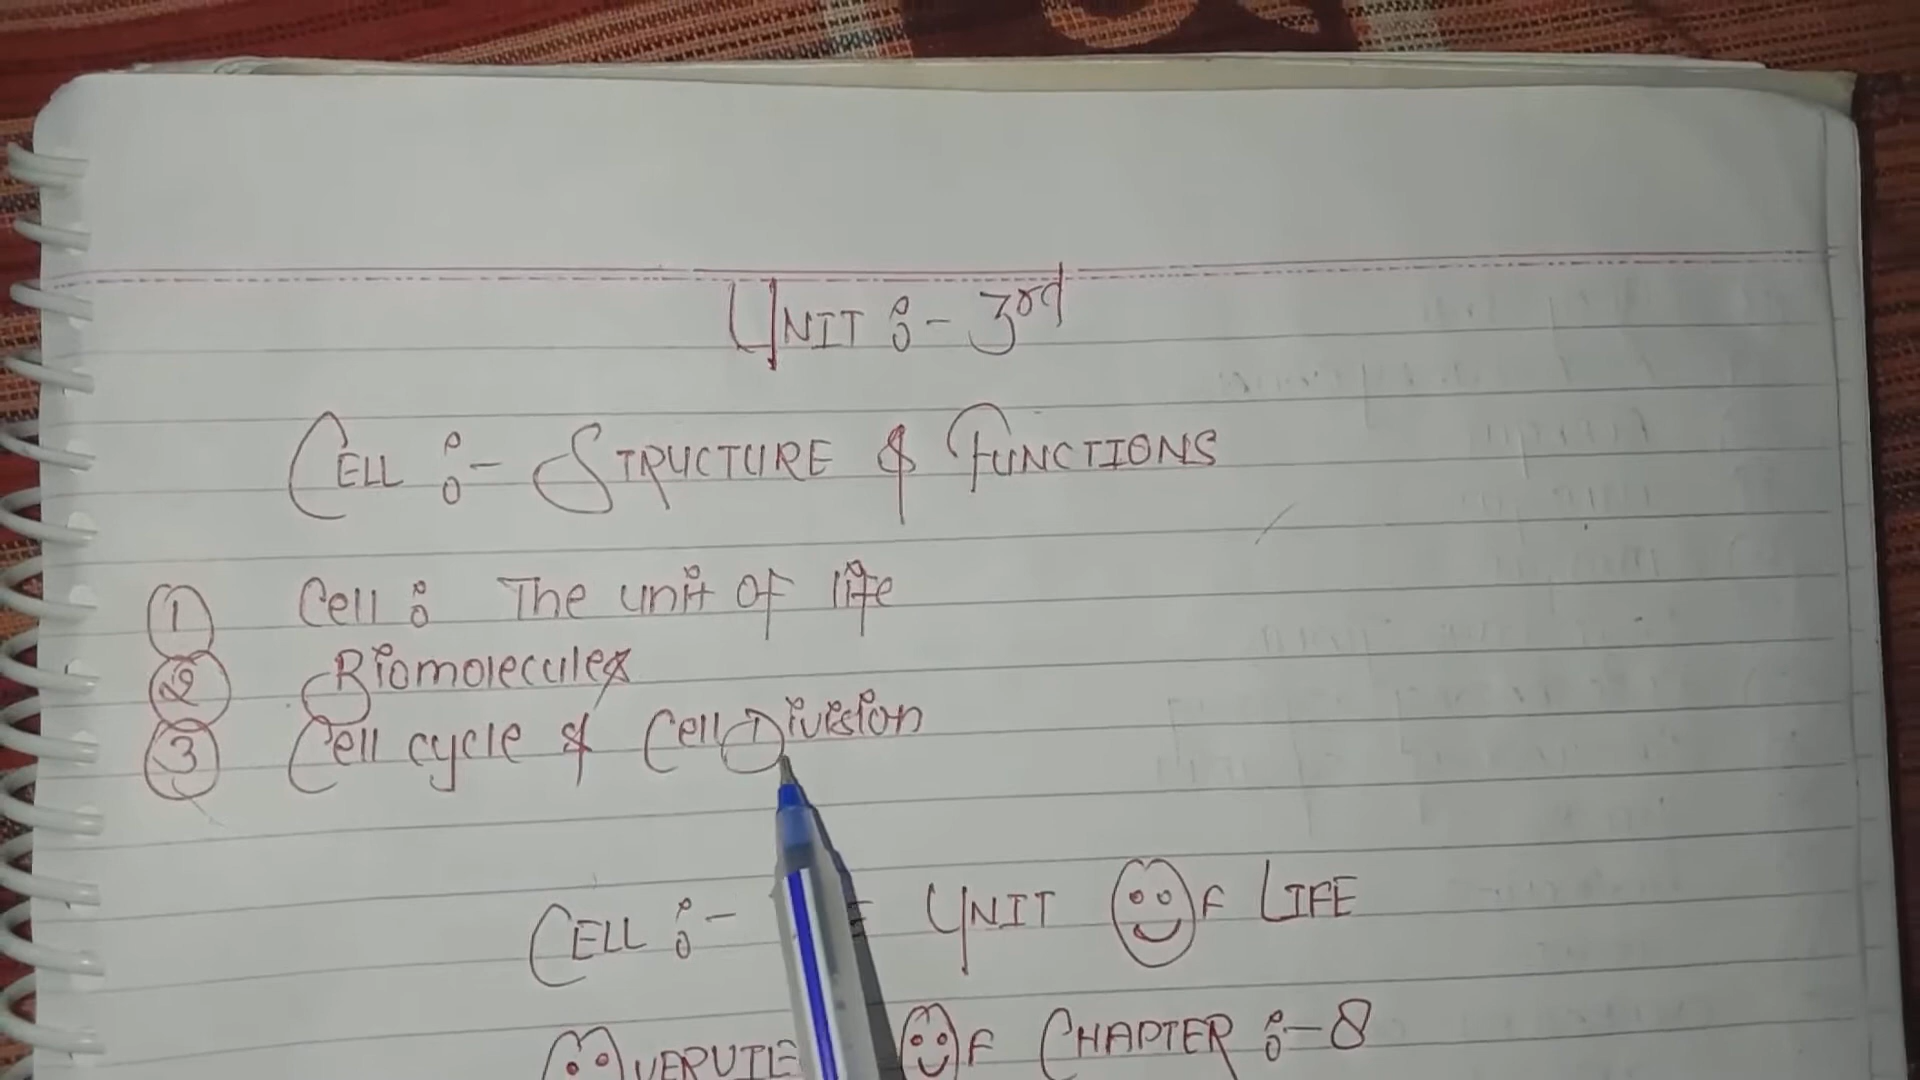 UNIT :- 3rd
CELL :- STRUCTURE & FUNCTIONS
1 Cell : The unit of life
2 Biomolecules
3 Cell cycle & Cell Division
CELL :- UNIT OF LIFE
OF CHAPTER :- 8